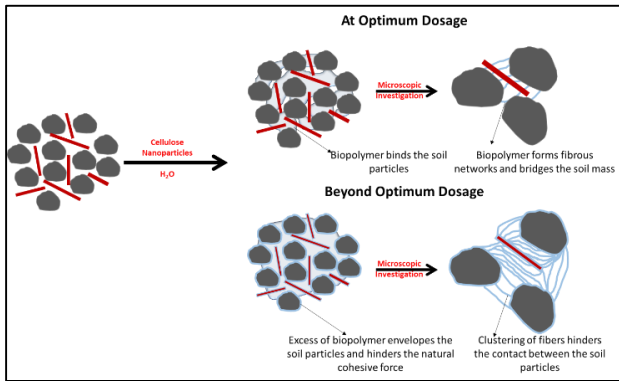 At Optimum Dosage
Cellulose
Nanoparticles
H₂O
Microscopic
Investigation
Biopolymer binds the soil
particles
Biopolymer forms fibrous
networks and bridges the soil mass
Beyond Optimum Dosage
Microscopic
Investigation
Excess of biopolymer envelopes the
soil particles and hinders the natural
cohesive force
Clustering of fibers hinders
the contact between the soil
particles